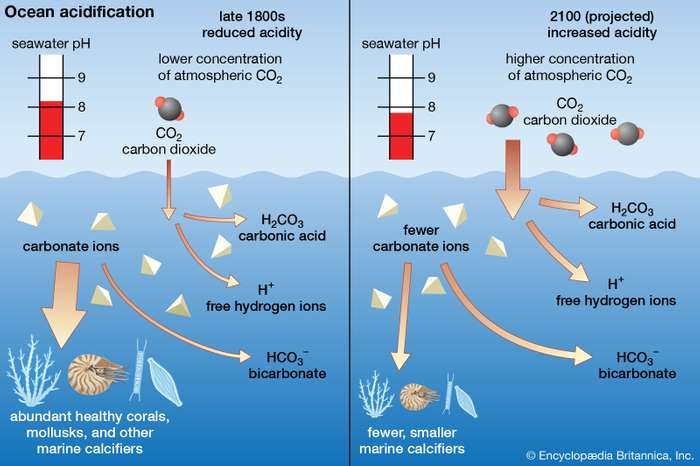 Ocean acidification
late 1800s
reduced acidity
seawater pH
9
8
7
lower concentration
of atmospheric CO₂
CO₂
carbon dioxide
carbonate ions
H₂CO₃
carbonic acid
H⁺
free hydrogen ions
HCO₃⁻
bicarbonate
abundant healthy corals,
mollusks, and other
marine calcifiers
2100 (projected)
increased acidity
seawater pH
9
8
7
higher concentration
of atmospheric CO₂
CO₂
carbon dioxide
fewer
carbonate ions
H₂CO₃
carbonic acid
H⁺
free hydrogen ions
HCO₃⁻
bicarbonate
fewer, smaller
marine calcifiers
© Encyclopædia Britannica, Inc.